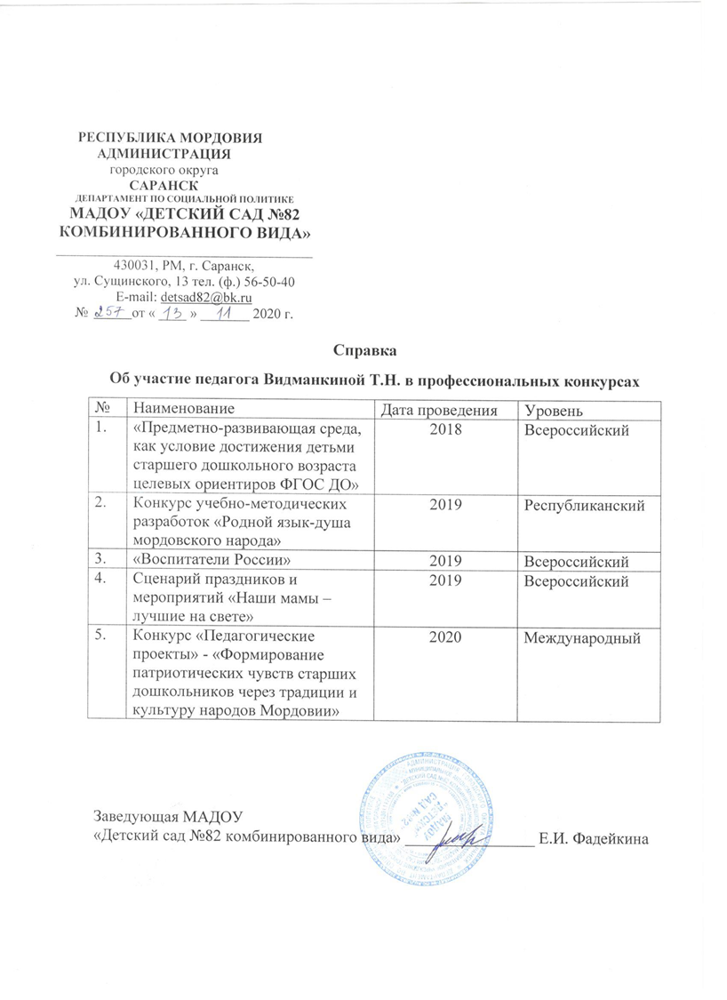 РЕСПУБЛИКА МОРДОВИЯ
АДМИНИСТРАЦИЯ
городского округа
САРАНСК
ДЕПАРТАМЕНТ ПО СОЦИАЛЬНОЙ ПОЛИТИКЕ
МАДОУ «ДЕТСКИЙ САД №82
КОМБИНИРОВАННОГО ВИДА»
430031, РМ, г. Саранск,
ул. Сущинского, 13 тел. (ф.) 56-50-40
E-mail: detsad82@bk.ru
№ 257 от « 13 » 11 2020 г.
Справка
Об участие педагога Видманкиной Т.Н. в профессиональных конкурсах
№ Наименование Дата проведения Уровень
1. «Предметно-развивающая среда, 2018 Всероссийский
как условие достижения детьми
старшего дошкольного возраста
целевых ориентиров ФГОС ДО»
2. Конкурс учебно-методических 2019 Республиканский
разработок «Родной язык-душа
мордовского народа»
3. «Воспитатели России» 2019 Всероссийский
4. Сценарий праздников и 2019 Всероссийский
мероприятий «Наши мамы –
лучшие на свете»
5. Конкурс «Педагогические 2020 Международный
проекты» - «Формирование
патриотических чувств старших
дошкольников через традиции и
культуру народов Мордовии»
Заведующая МАДОУ
«Детский сад №82 комбинированного вида» Е.И. Фадейкина